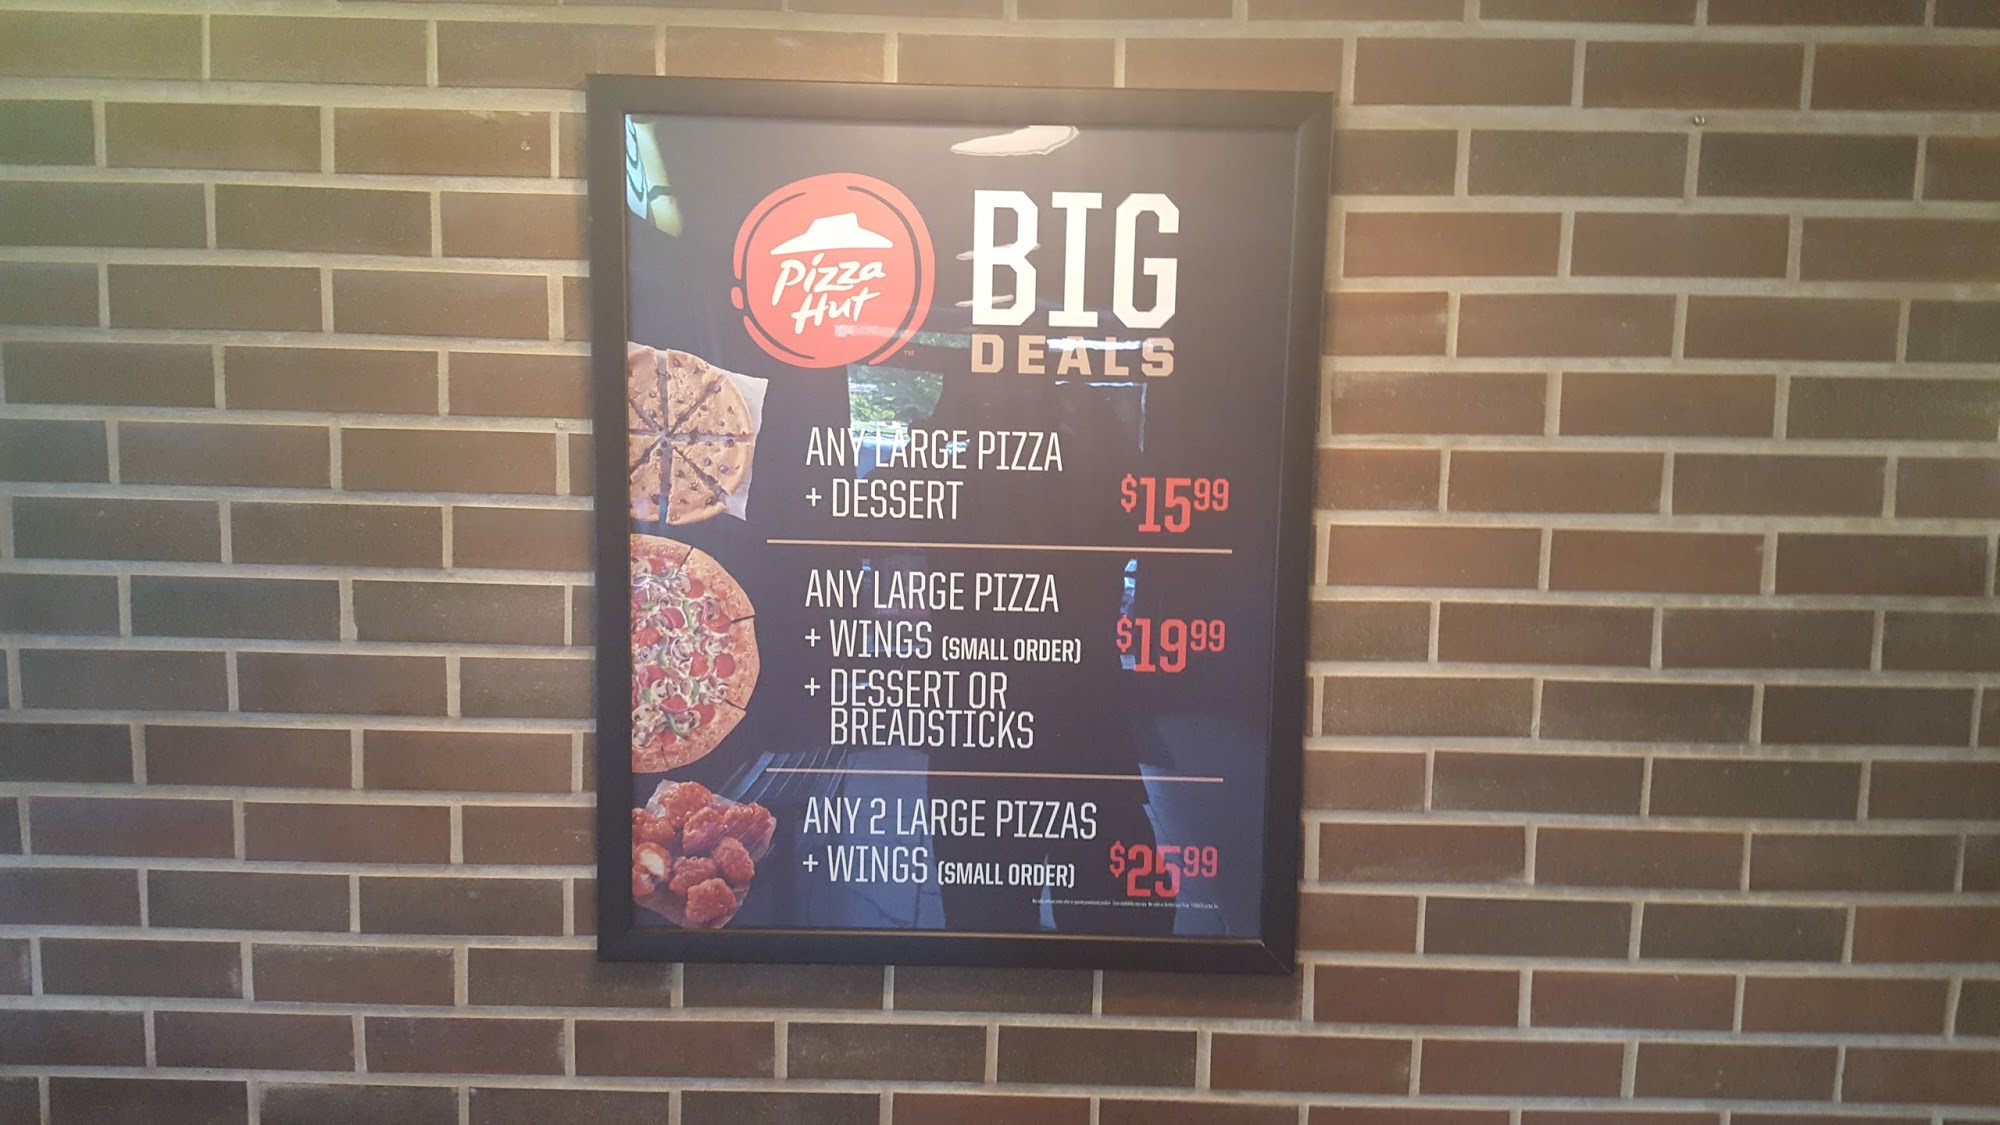 Pizza
Hut
TM
BIG
DEALS
ANY LARGE PIZZA
+ DESSERT
$15.99
ANY LARGE PIZZA
+ WINGS (SMALL ORDER)
+ DESSERT OR
BREADSTICKS
$19.99
ANY 2 LARGE PIZZAS
+ WINGS (SMALL ORDER)
$25.99